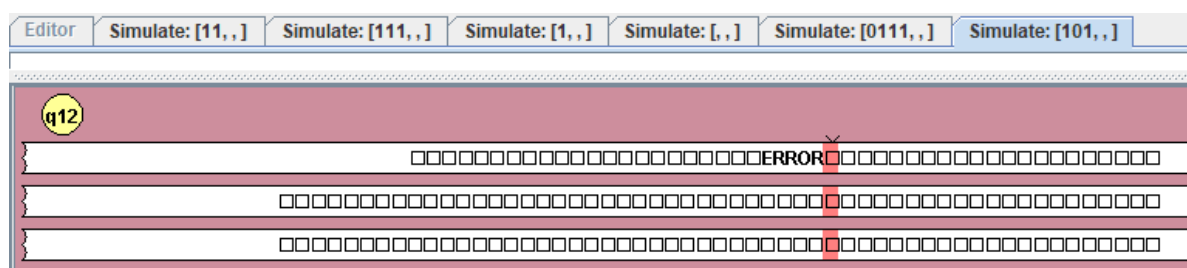 Editor Simulate: [11, , ] Simulate: [111, , ] Simulate: [1, , ] Simulate: [, , ] Simulate: [0111, , ] Simulate: [101, , ]
q12
ERROR